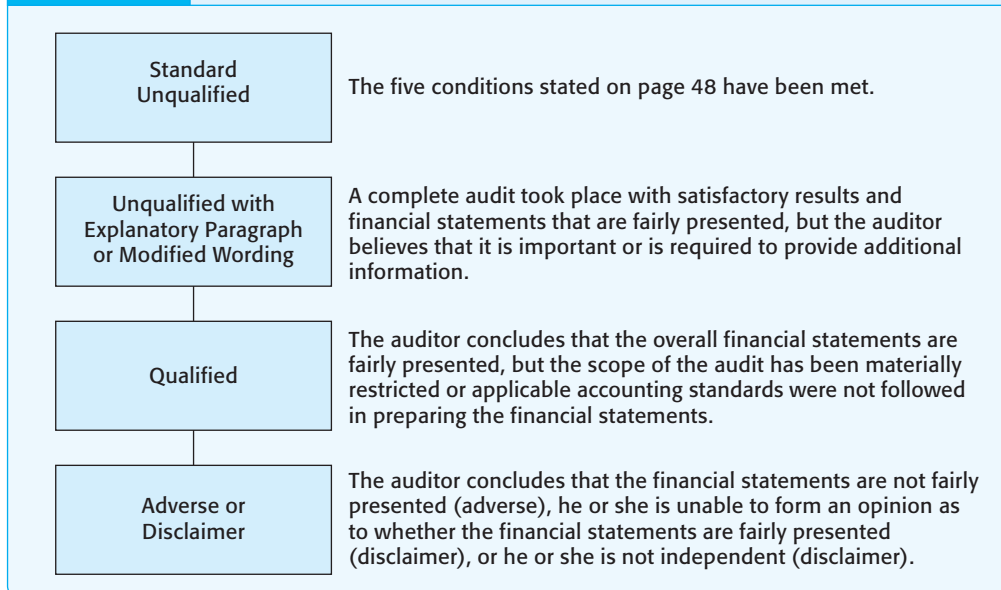 Standard
Unqualified
The five conditions stated on page 48 have been met.
Unqualified with
Explanatory Paragraph
or Modified Wording
A complete audit took place with satisfactory results and
financial statements that are fairly presented, but the auditor
believes that it is important or is required to provide additional
information.
Qualified
The auditor concludes that the overall financial statements are
fairly presented, but the scope of the audit has been materially
restricted or applicable accounting standards were not followed
in preparing the financial statements.
Adverse or
Disclaimer
The auditor concludes that the financial statements are not fairly
presented (adverse), he or she is unable to form an opinion as
to whether the financial statements are fairly presented
(disclaimer), or he or she is not independent (disclaimer).